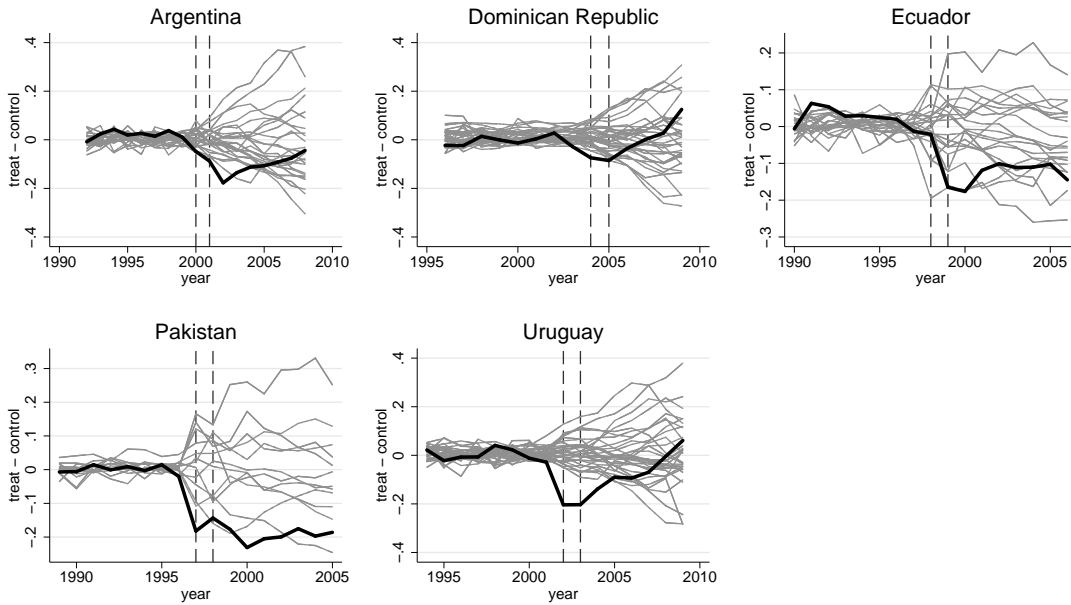 Argentina
Dominican Republic
Ecuador
treat − control
.4
.2
0
−.2
−.4
1990 1995 2000 2005 2010
year
treat − control
.4
.2
0
−.2
−.4
1995 2000 2005 2010
year
treat − control
.2
.1
0
−.1
−.2
−.3
1990 1995 2000 2005
year
Pakistan
Uruguay
treat − control
.3
.2
.1
0
−.1
−.2
1990 1995 2000 2005
year
treat − control
.4
.2
0
−.2
−.4
1995 2000 2005 2010
year